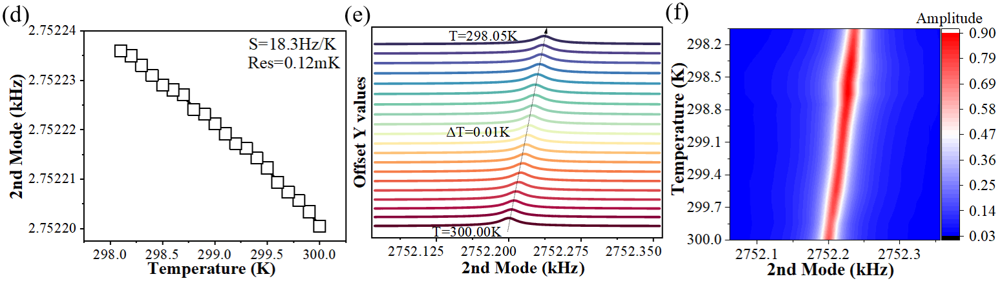 (d)
2.75224
2.75223
2.75222
2.75221
2.75220
2nd Mode (kHz)
S=18.3Hz/K
Res=0.12mK
298.0 298.5 299.0 299.5 300.0
Temperature (K)
(e)
Offset Y values
T=298.05K
ΔT=0.01K
T=300.00K
2752.125 2752.200 2752.275 2752.350
2nd Mode (kHz)
(f)
Temperature (K)
298.2
298.5
298.8
299.1
299.4
299.7
300.0
2752.1 2752.2 2752.3
2nd Mode (kHz)
Amplitude
0.90
0.79
0.69
0.58
0.47
0.36
0.25
0.14
0.03